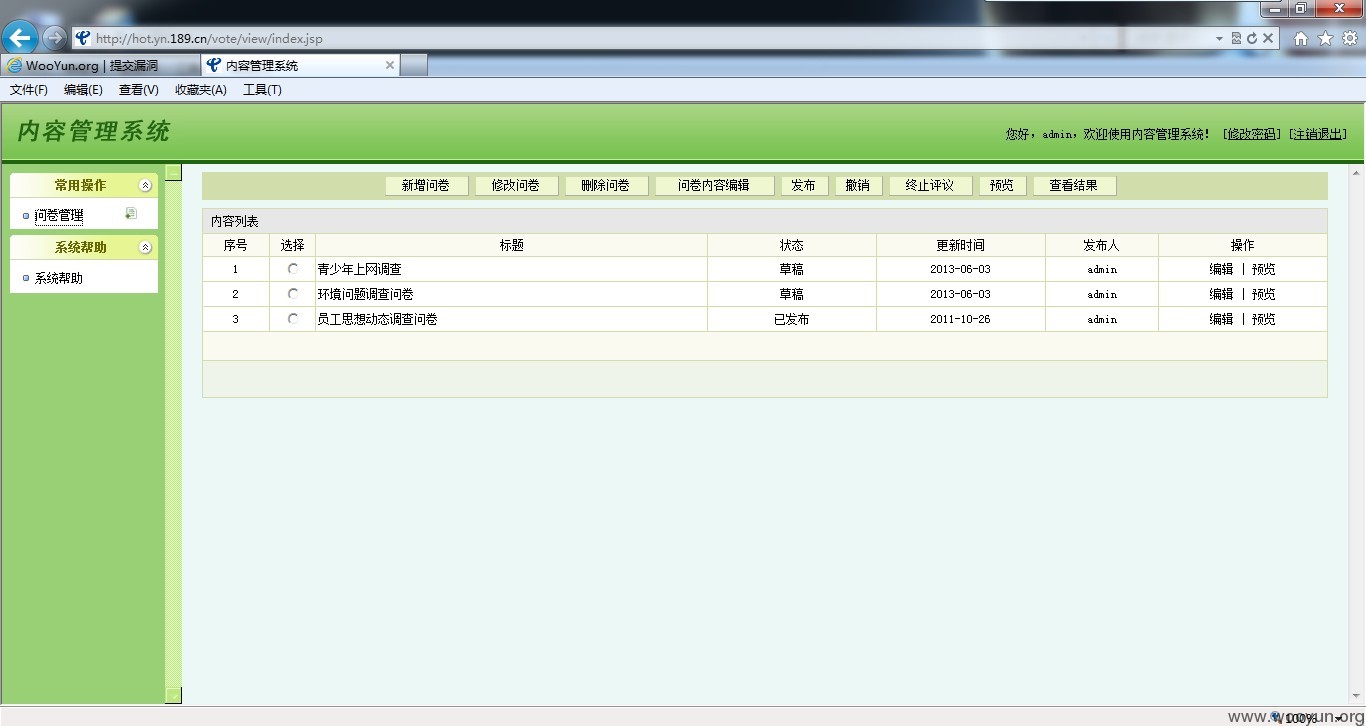 http://hot.yn.189.cn/vote/view/index.jsp
WooYun.org | 提交漏洞
内容管理系统
文件(F) 编辑(E) 查看(V) 收藏夹(A) 工具(T)
内容管理系统
您好，admin，欢迎使用内容管理系统! [修改密码] [注销退出]
常用操作
问卷管理
系统帮助
系统帮助
新增问卷 修改问卷 删除问卷 问卷内容编辑 发布 撤销 终止评议 预览 查看结果
内容列表
序号 选择 标题 状态 更新时间 发布人 操作
1 青少年上网调查 草稿 2013-06-03 admin 编辑 | 预览
2 环境问题调查问卷 草稿 2013-06-03 admin 编辑 | 预览
3 员工思想动态调查问卷 已发布 2011-10-26 admin 编辑 | 预览
100%
www.wooyun.org